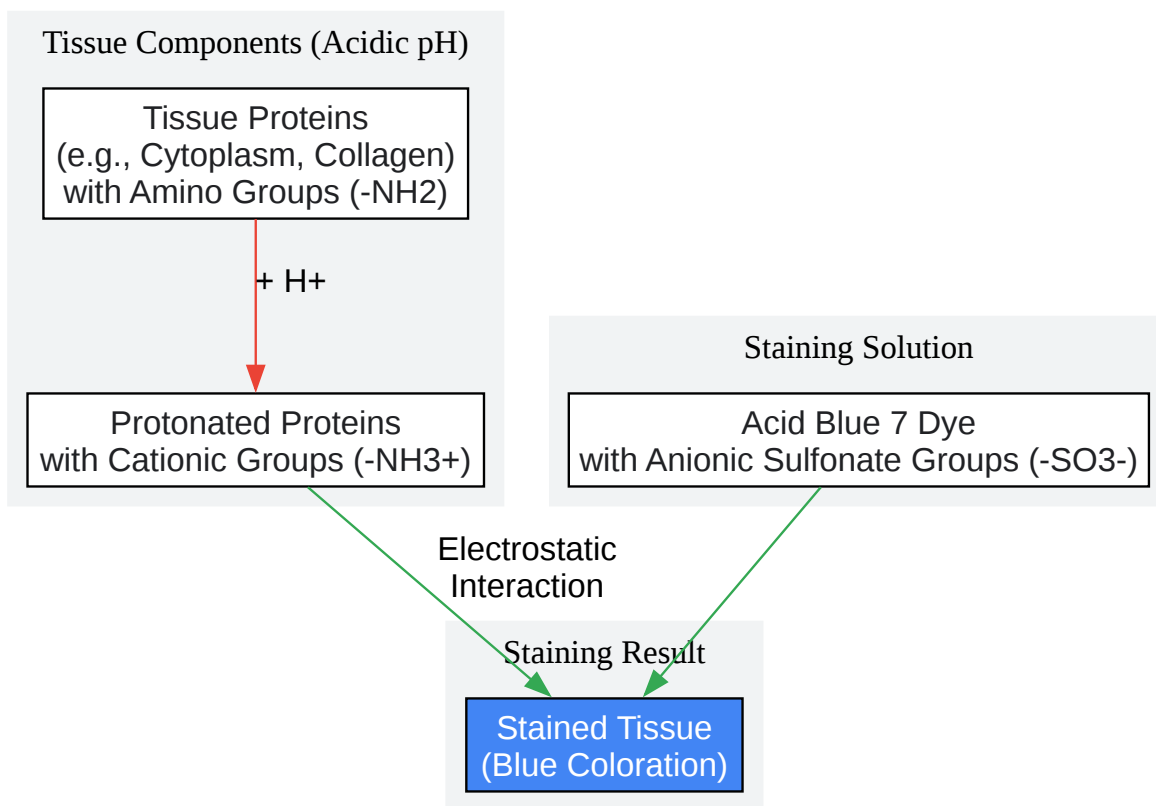 Tissue Components (Acidic pH)
Tissue Proteins
(e.g., Cytoplasm, Collagen)
with Amino Groups (-NH2)
+ H+
Protonated Proteins
with Cationic Groups (-NH3+)
Staining Solution
Acid Blue 7 Dye
with Anionic Sulfonate Groups (-SO3-)
Electrostatic
Interaction
Staining Result
Stained Tissue
(Blue Coloration)